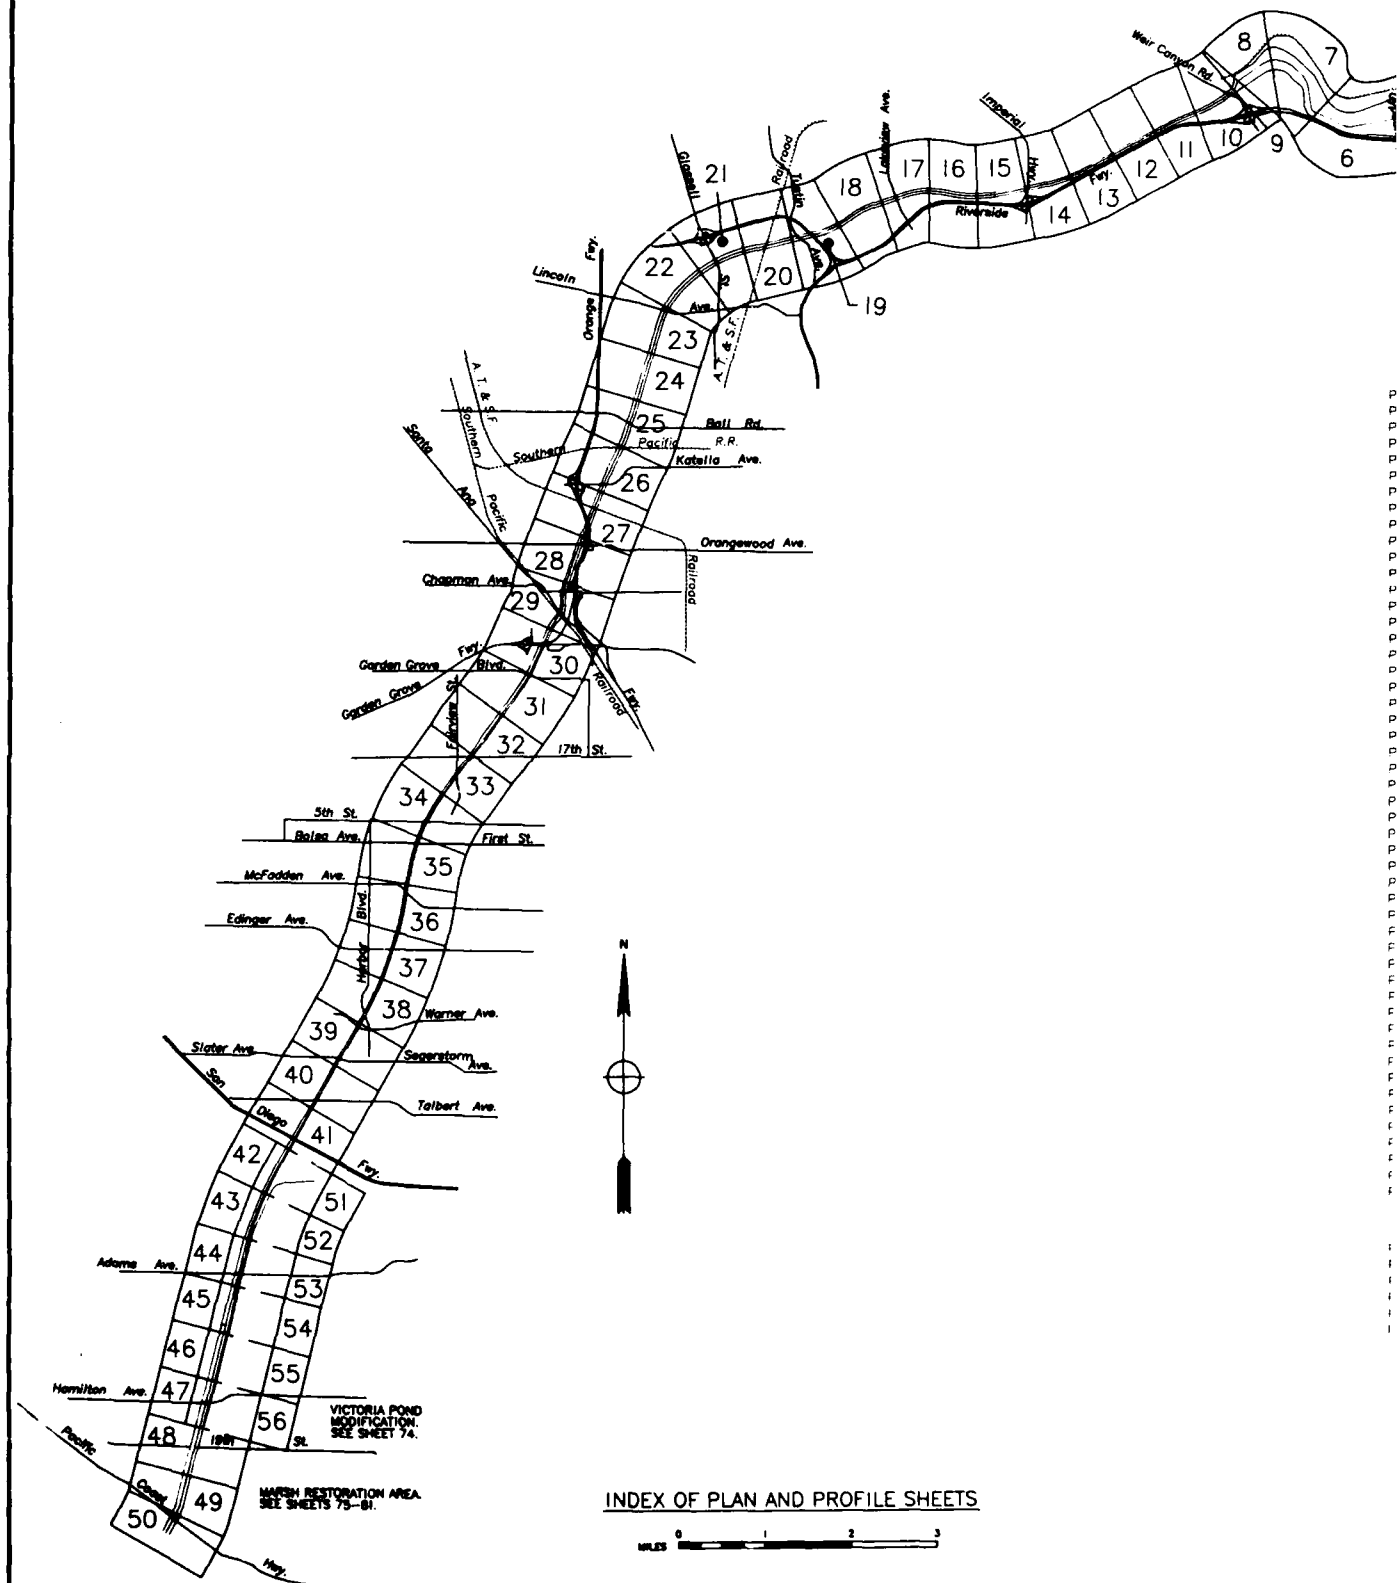 Weir Canyon Rd.
8
7
Imperial
Hwy.
Lakeview Ave.
10
9
6
11
12
13
14
Fwy.
Riverside
15
16
17
18
Railroad
Tustin
Ave.
Glassell
St.
21
20
19
22
Lincoln
Ave.
Orange
Fwy.
A.T. & S.F.
23
24
A.T. & S.F.
Southern
Pacific
25
Ball Rd.
Southern
Pacific
R.R.
Katella Ave.
26
Santa
Ana
27
Orangewood Ave.
Railroad
28
Chapman Ave.
29
Fwy.
Garden Grove Blvd.
30
Garden Grove
Railroad
Fwy.
Fairview St.
31
32
17th St.
33
34
5th St.
Bolsa Ave.
First St.
35
McFadden Ave.
Blvd.
Harbor
36
Edinger Ave.
37
38
Warner Ave.
39
Slater Ave.
Segerstorm
Ave.
40
San
Diego
Fwy.
Talbert Ave.
41
42
43
51
52
44
Adams Ave.
53
45
54
46
55
Hamilton Ave.
47
56
VICTORIA POND
MODIFICATION.
SEE SHEET 74.
48
19th
St.
Pacific
Coast
Hwy.
49
MARSH RESTORATION AREA.
SEE SHEETS 75-81.
50
N
INDEX OF PLAN AND PROFILE SHEETS
MILES 0 1 2 3